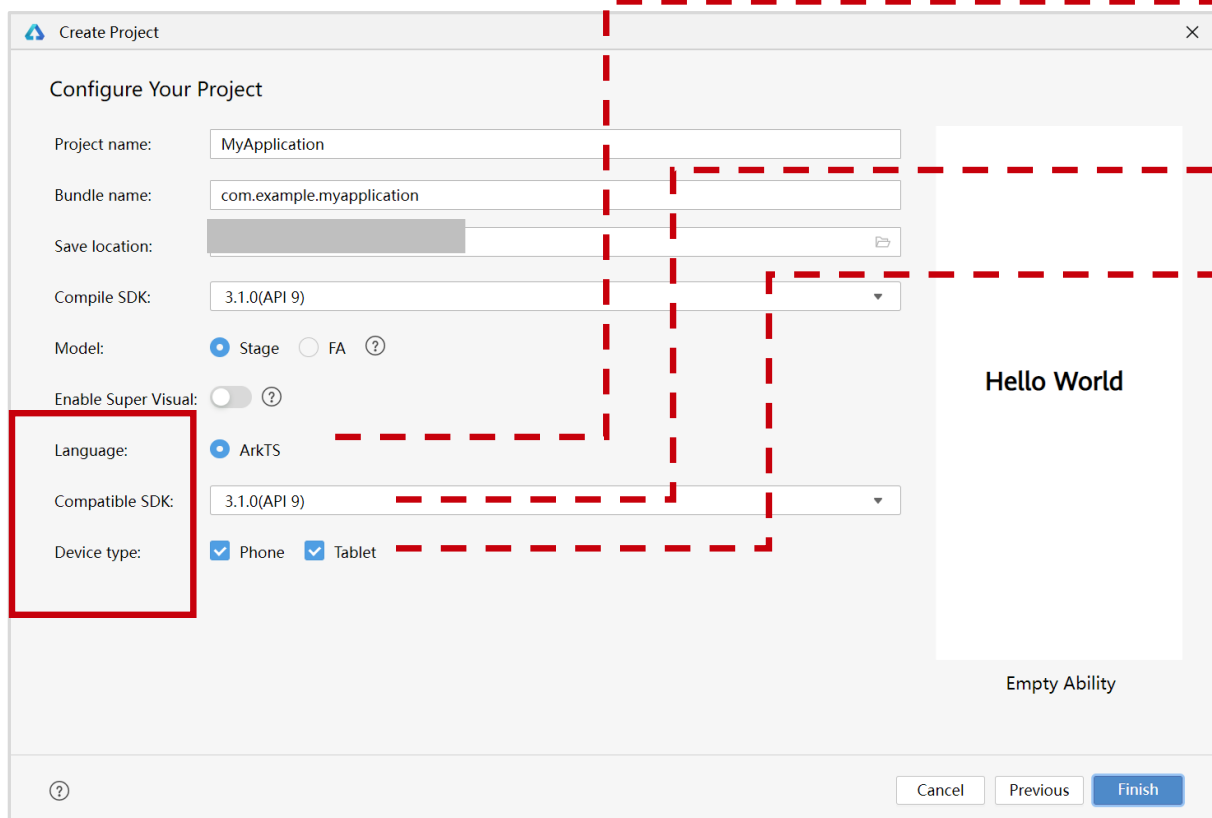 Create Project
Configure Your Project
Project name: MyApplication
Bundle name: com.example.myapplication
Save location:
Compile SDK: 3.1.0(API 9)
Model: Stage FA ?
Enable Super Visual: ?
Language: ArkTS
Compatible SDK: 3.1.0(API 9)
Device type: Phone Tablet
Hello World
Empty Ability
? Cancel Previous Finish